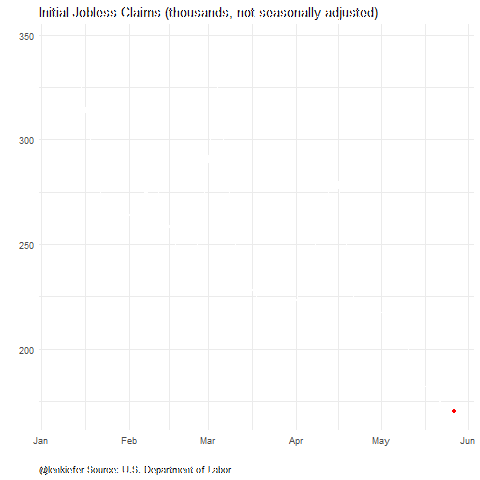 Initial Jobless Claims (thousands, not seasonally adjusted)
350
300
250
200
Jan Feb Mar Apr May Jun
@lenkiefer Source: U.S. Department of Labor